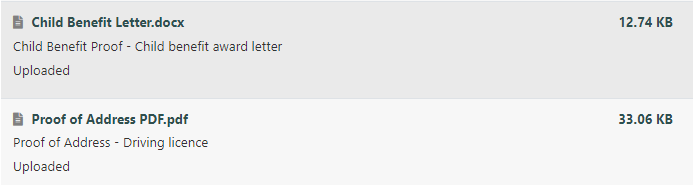 Child Benefit Letter.docx 12.74 KB
Child Benefit Proof - Child benefit award letter
Uploaded
Proof of Address PDF.pdf 33.06 KB
Proof of Address - Driving licence
Uploaded